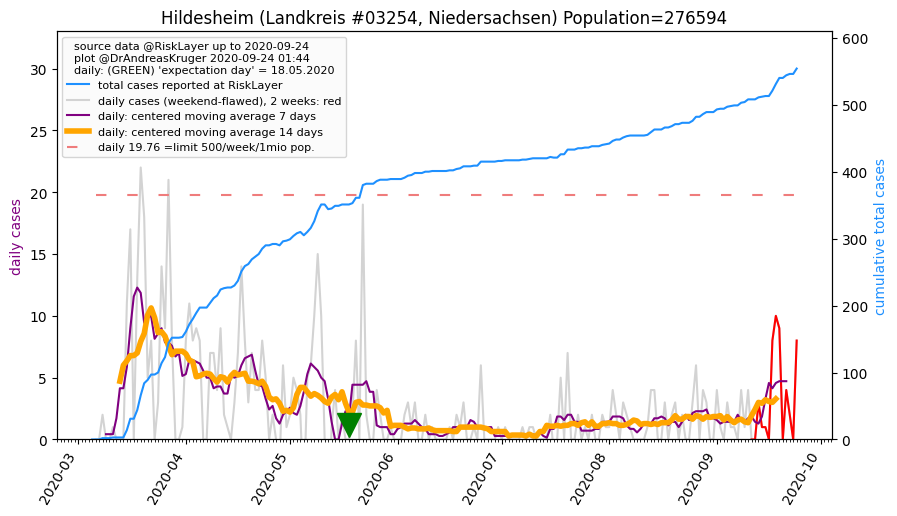 Hildesheim (Landkreis #03254, Niedersachsen) Population=276594
source data @RiskLayer up to 2020-09-24
plot @DrAndreasKruger 2020-09-24 01:44
daily: (GREEN) 'expectation day' = 18.05.2020
total cases reported at RiskLayer
daily cases (weekend-flawed), 2 weeks: red
daily: centered moving average 7 days
daily: centered moving average 14 days
daily 19.76 =limit 500/week/1mio pop.
daily cases
30
25
20
15
10
5
0
cumulative total cases
600
500
400
300
200
100
0
2020-03
2020-04
2020-05
2020-06
2020-07
2020-08
2020-09
2020-10